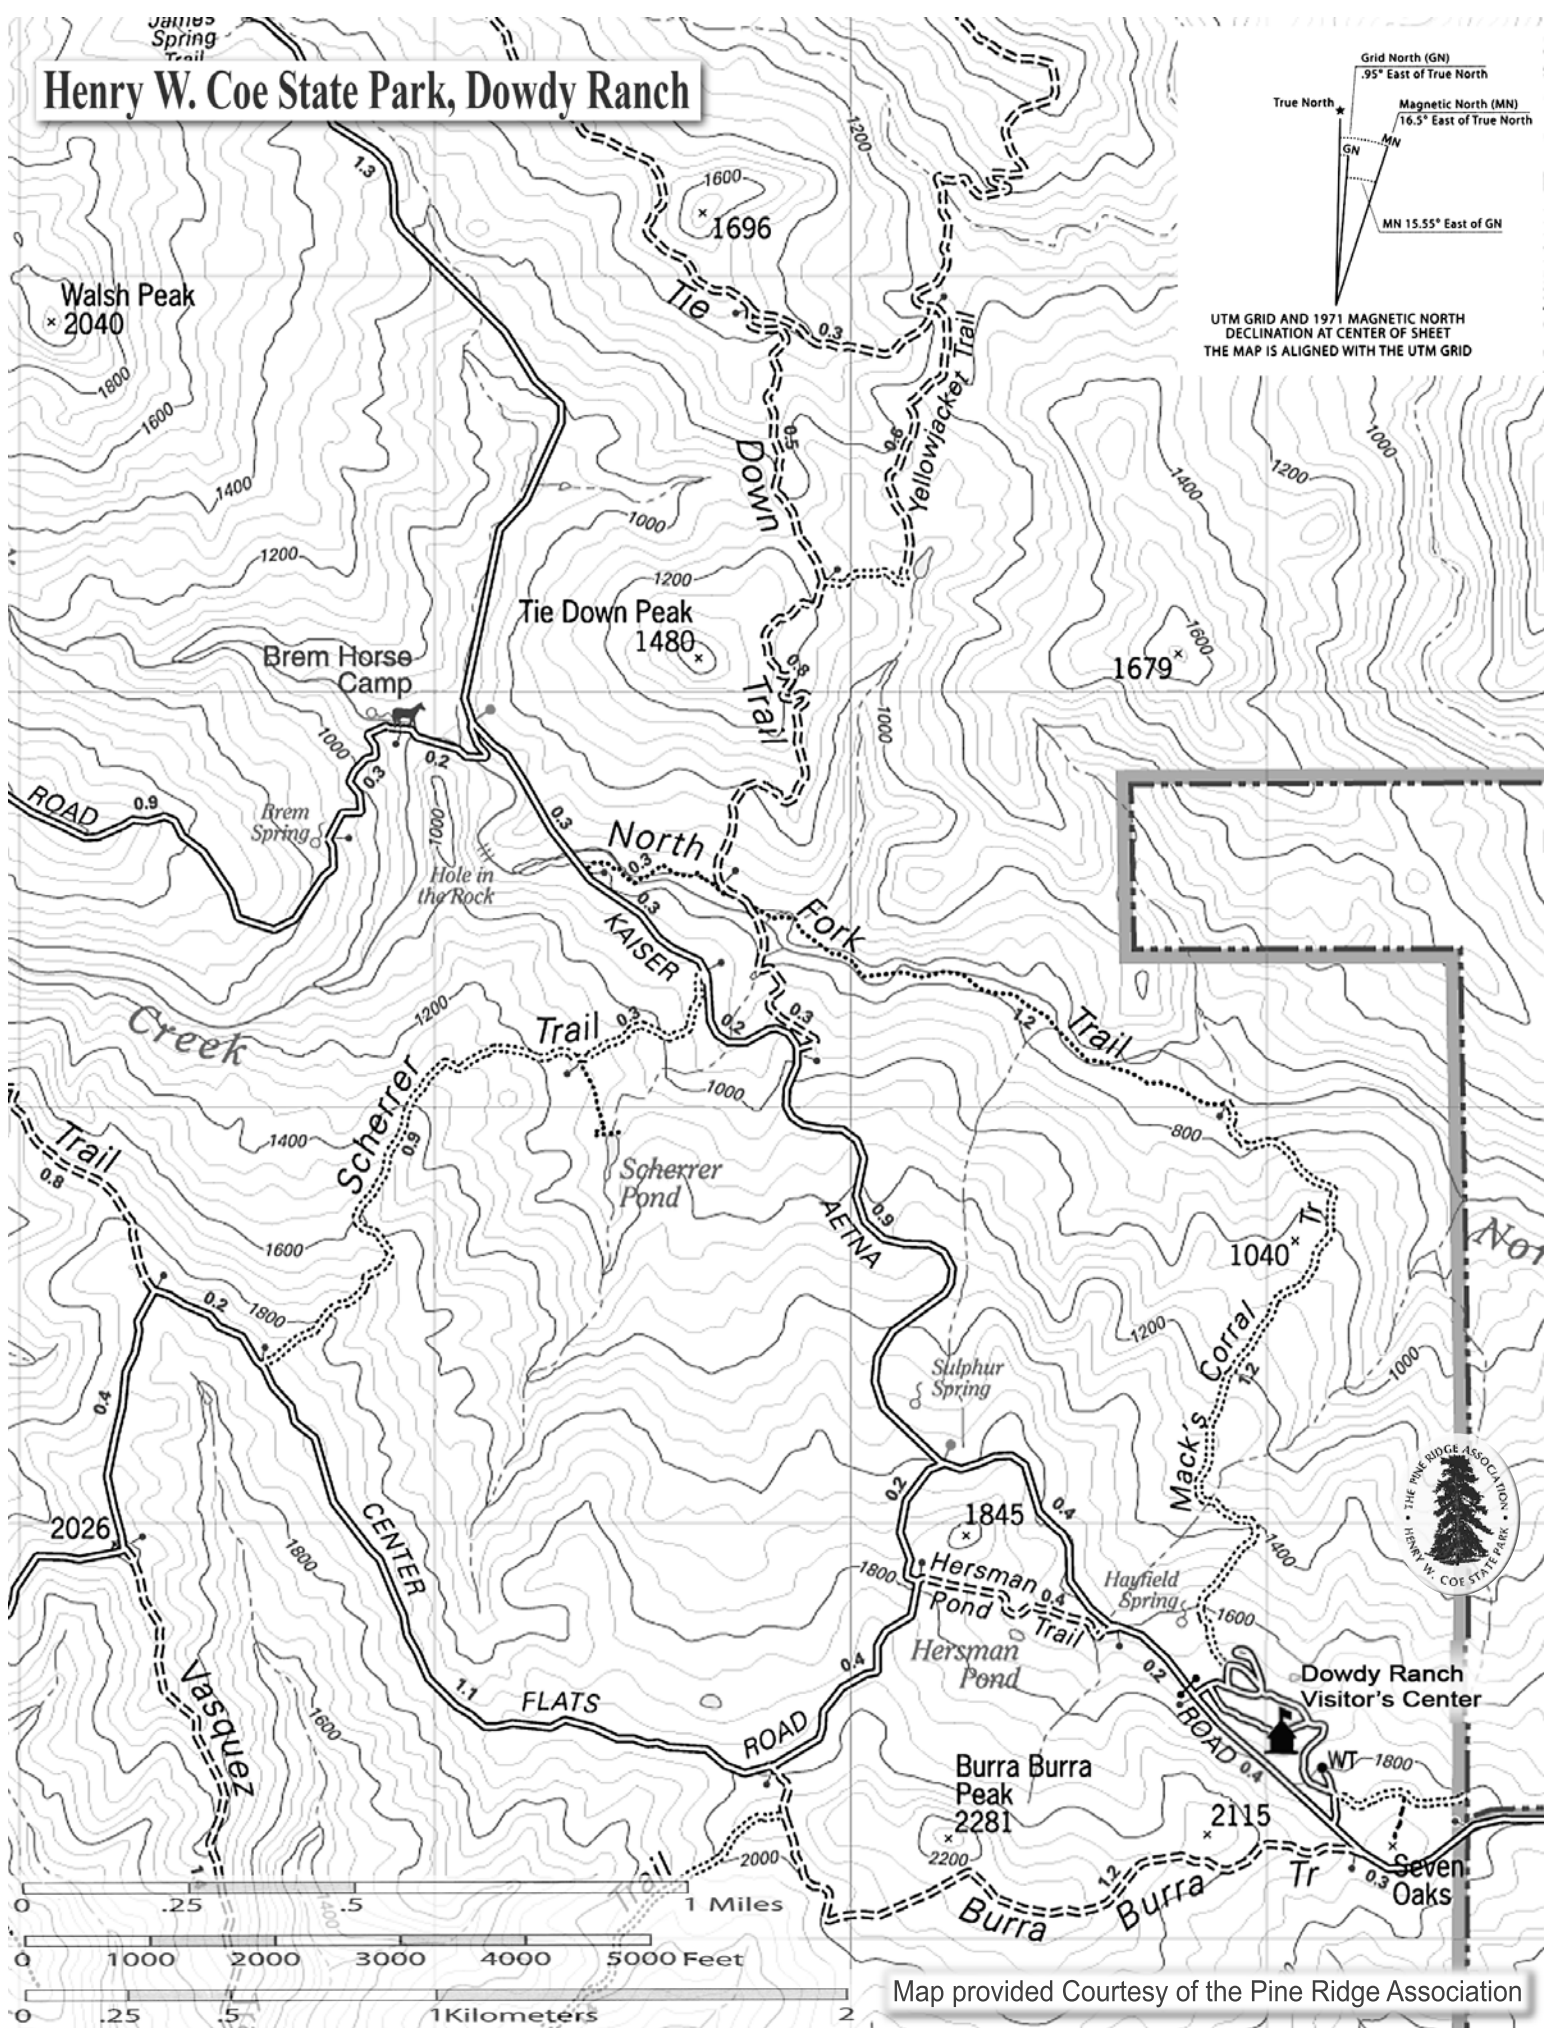 James
Spring
Trail
Henry W. Coe State Park, Dowdy Ranch
Grid North (GN)
.95° East of True North
True North
Magnetic North (MN)
16.5° East of True North
MN
GN
MN 15.55° East of GN
UTM GRID AND 1971 MAGNETIC NORTH
DECLINATION AT CENTER OF SHEET
THE MAP IS ALIGNED WITH THE UTM GRID
1.3
1200
1600
1696
Walsh Peak
2040
Tie
0.3
Yellowjacket Trail
1800
1600
0.5
0.6
Down
1000
1400
1200
1400
1000
1200
1200
Tie Down Peak
1480
1600
1679
0.8
Trail
1000
Brem Horse
Camp
1000
0.2
0.3
ROAD
0.9
Brem
Spring
1000
0.3
North
0.3
Hole in
the Rock
0.3
KAISER
Fork
Creek
1200
Trail
0.3
0.2
0.3
1.2
Trail
1000
Scherrer
0.9
1400
800
Trail
0.8
Scherrer
Pond
AETNA
0.9
Tr
1040
Nor
1600
0.2
1800
1200
Corral
1.2
1000
0.4
Sulphur
Spring
Mack's
THE PINE RIDGE ASSOCIATION
HENRY W. COE STATE PARK
0.2
0.4
1845
2026
CENTER
1800
1400
1800
Hersman
Pond
Trail
0.4
Hayfield
Spring
1600
Hersman
Pond
0.4
0.2
Dowdy Ranch
Visitor's Center
Vasquez
1.1
FLATS
1600
ROAD
ROAD
0.4
WT
1800
Burra Burra
Peak
2281
2115
2000
2200
Trail
1.2
Burra
Burra
Tr
0.3
Seven
Oaks
1400
0 .25 .5 1 Miles
0 1000 2000 3000 4000 5000 Feet
0 .25 .5 1Kilometers 2
Map provided Courtesy of the Pine Ridge Association